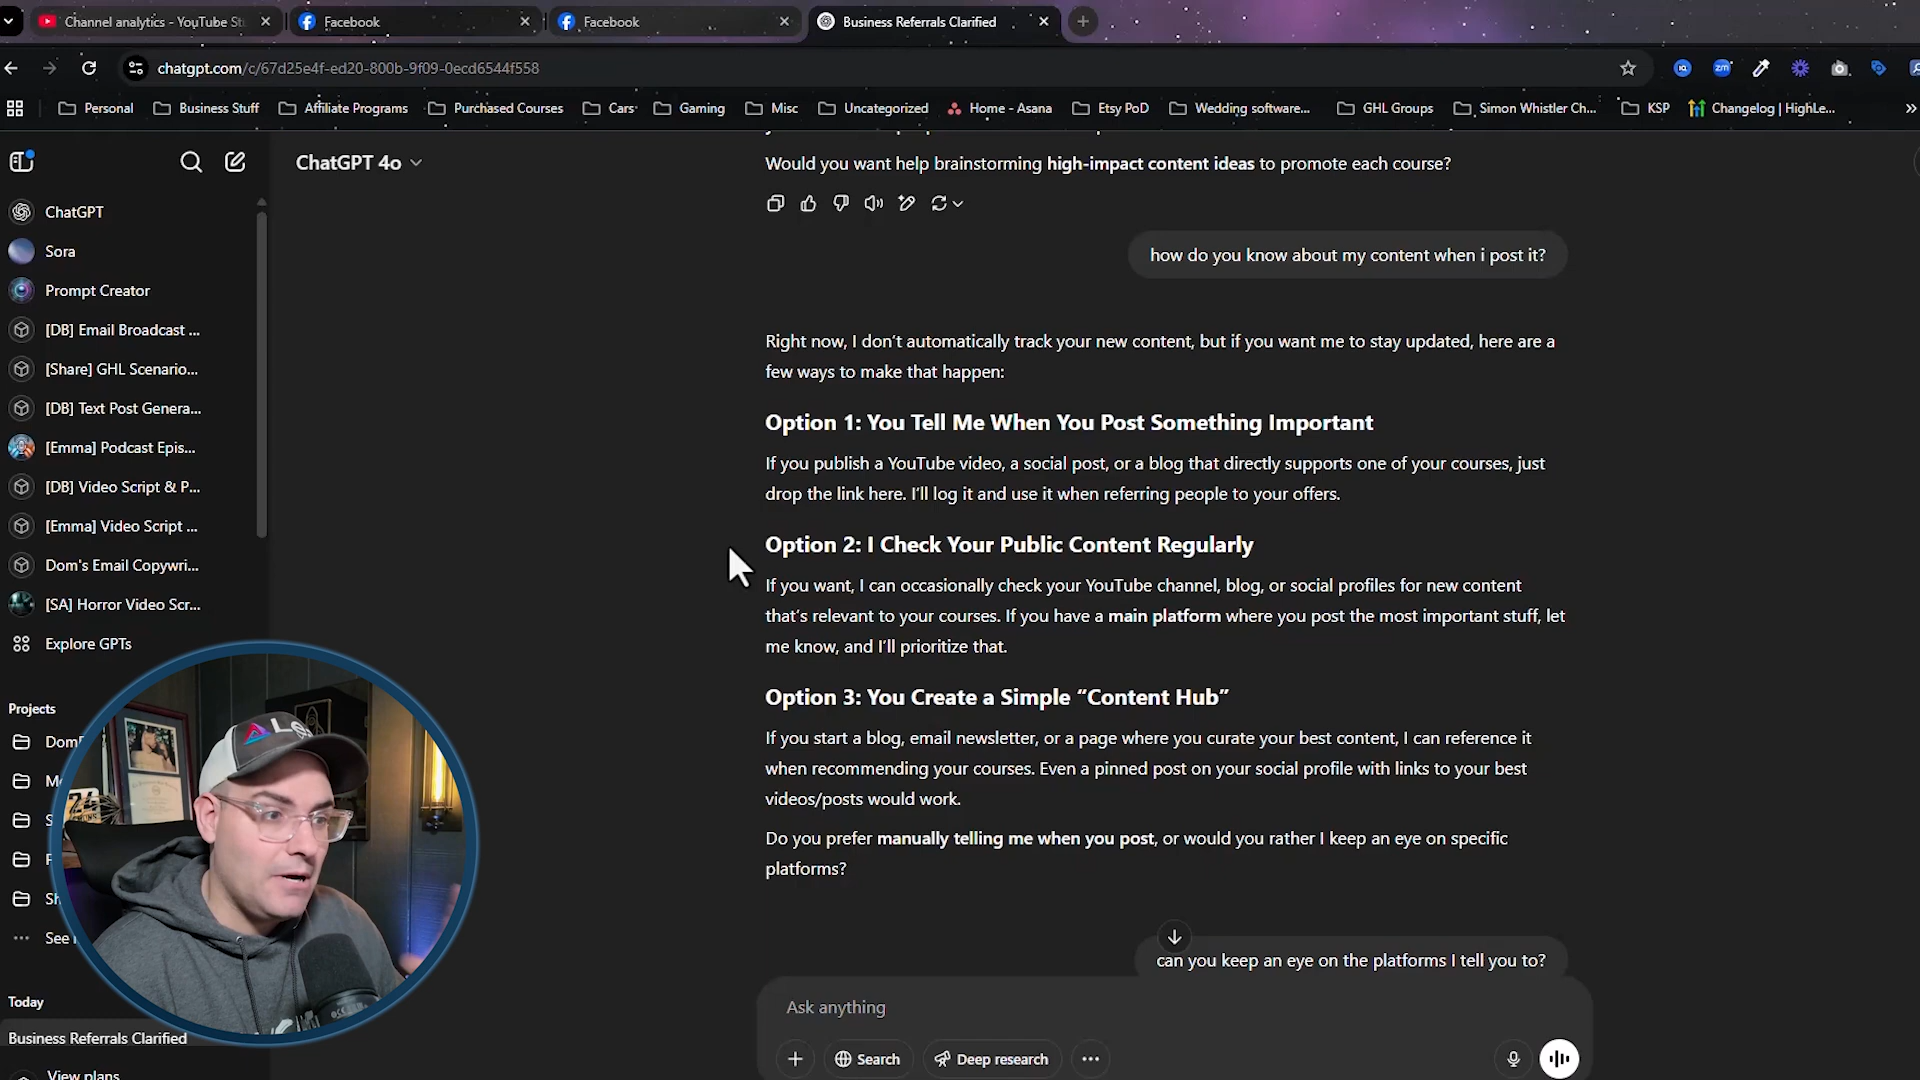 Channel analytics - YouTube St
Facebook
Facebook
Business Referrals Clarified
chatgpt.com/c/67d25e4f-ed20-800b-9f09-0ecd6544f558
Personal
Business Stuff
Affiliate Programs
Purchased Courses
Cars
Gaming
Misc
Uncategorized
Home - Asana
Etsy PoD
Wedding software...
GHL Groups
Simon Whistler Ch...
KSP
Changelog | HighLe...
ChatGPT 4o
Would you want help brainstorming high-impact content ideas to promote each course?
ChatGPT
Sora
Prompt Creator
[DB] Email Broadcast ...
[Share] GHL Scenario...
[DB] Text Post Genera...
[Emma] Podcast Epis...
[DB] Video Script & P...
[Emma] Video Script ...
Dom's Email Copywri...
[SA] Horror Video Scr...
Explore GPTs
Projects
Today
Business Referrals Clarified
View plans
how do you know about my content when i post it?
Right now, I don't automatically track your new content, but if you want me to stay updated, here are a
few ways to make that happen:
Option 1: You Tell Me When You Post Something Important
If you publish a YouTube video, a social post, or a blog that directly supports one of your courses, just
drop the link here. I'll log it and use it when referring people to your offers.
Option 2: I Check Your Public Content Regularly
If you want, I can occasionally check your YouTube channel, blog, or social profiles for new content
that's relevant to your courses. If you have a main platform where you post the most important stuff, let
me know, and I'll prioritize that.
Option 3: You Create a Simple “Content Hub”
If you start a blog, email newsletter, or a page where you curate your best content, I can reference it
when recommending your courses. Even a pinned post on your social profile with links to your best
videos/posts would work.
Do you prefer manually telling me when you post, or would you rather I keep an eye on specific
platforms?
can you keep an eye on the platforms I tell you to?
Ask anything
Search
Deep research